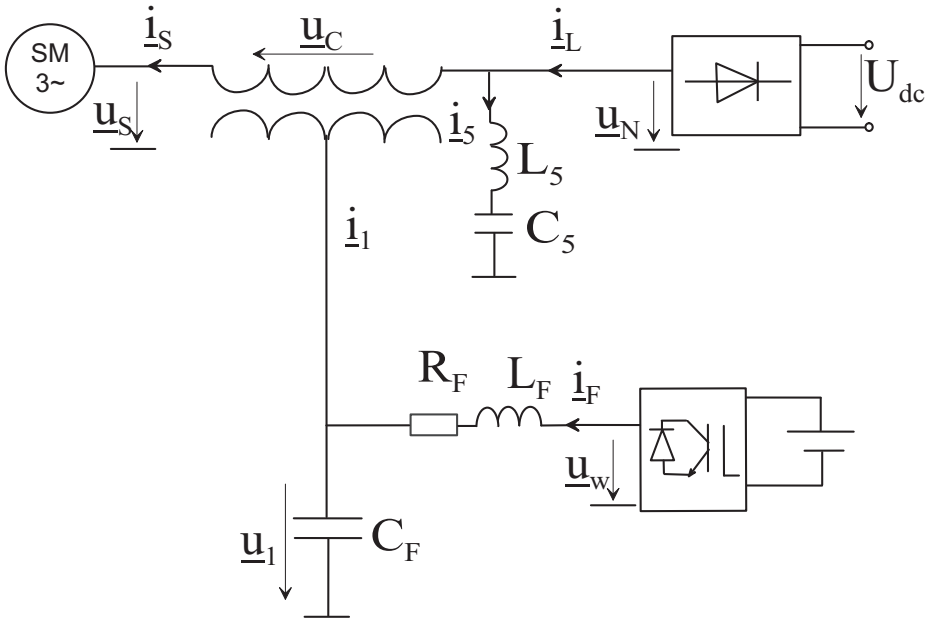 SM
3~
i_S
u_C
i_L
u_S
i_5
L_5
C_5
u_N
U_dc
i_1
R_F
L_F
i_F
u_w
u_1
C_F